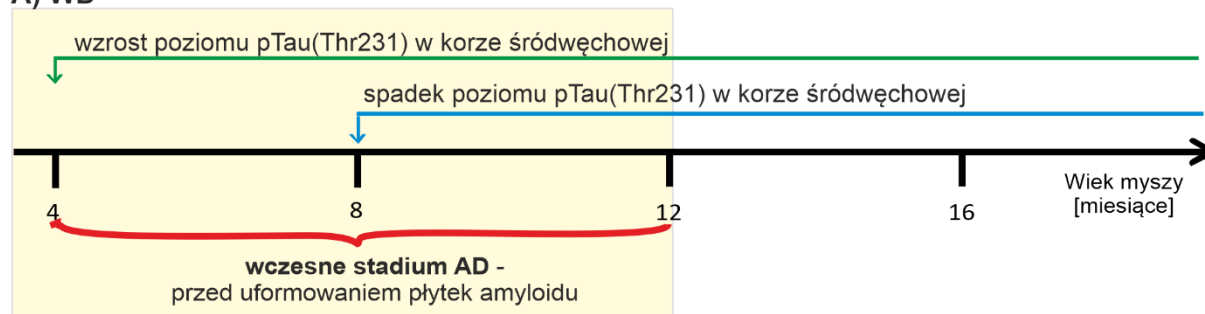 A) WB
wzrost poziomu pTau(Thr231) w korze śródwęchowej
spadek poziomu pTau(Thr231) w korze śródwęchowej
4 8 12 16
Wiek myszy
[miesiące]
wczesne stadium AD -
przed uformowaniem płytek amyloidu